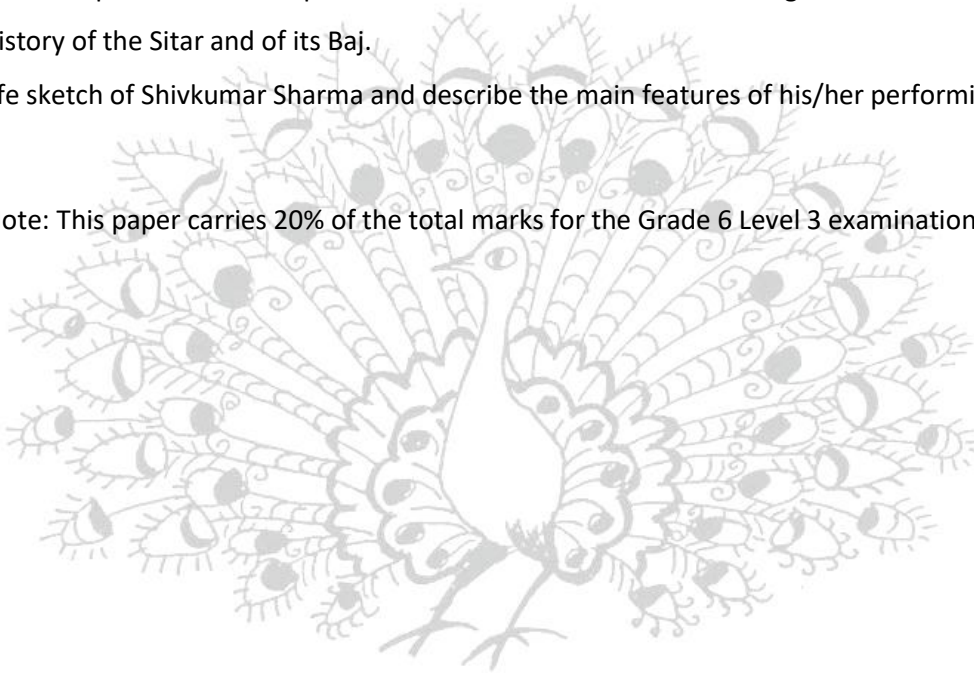 istory of the Sitar and of its Baj.
fe sketch of Shivkumar Sharma and describe the main features of his/her performi
ote: This paper carries 20% of the total marks for the Grade 6 Level 3 examination